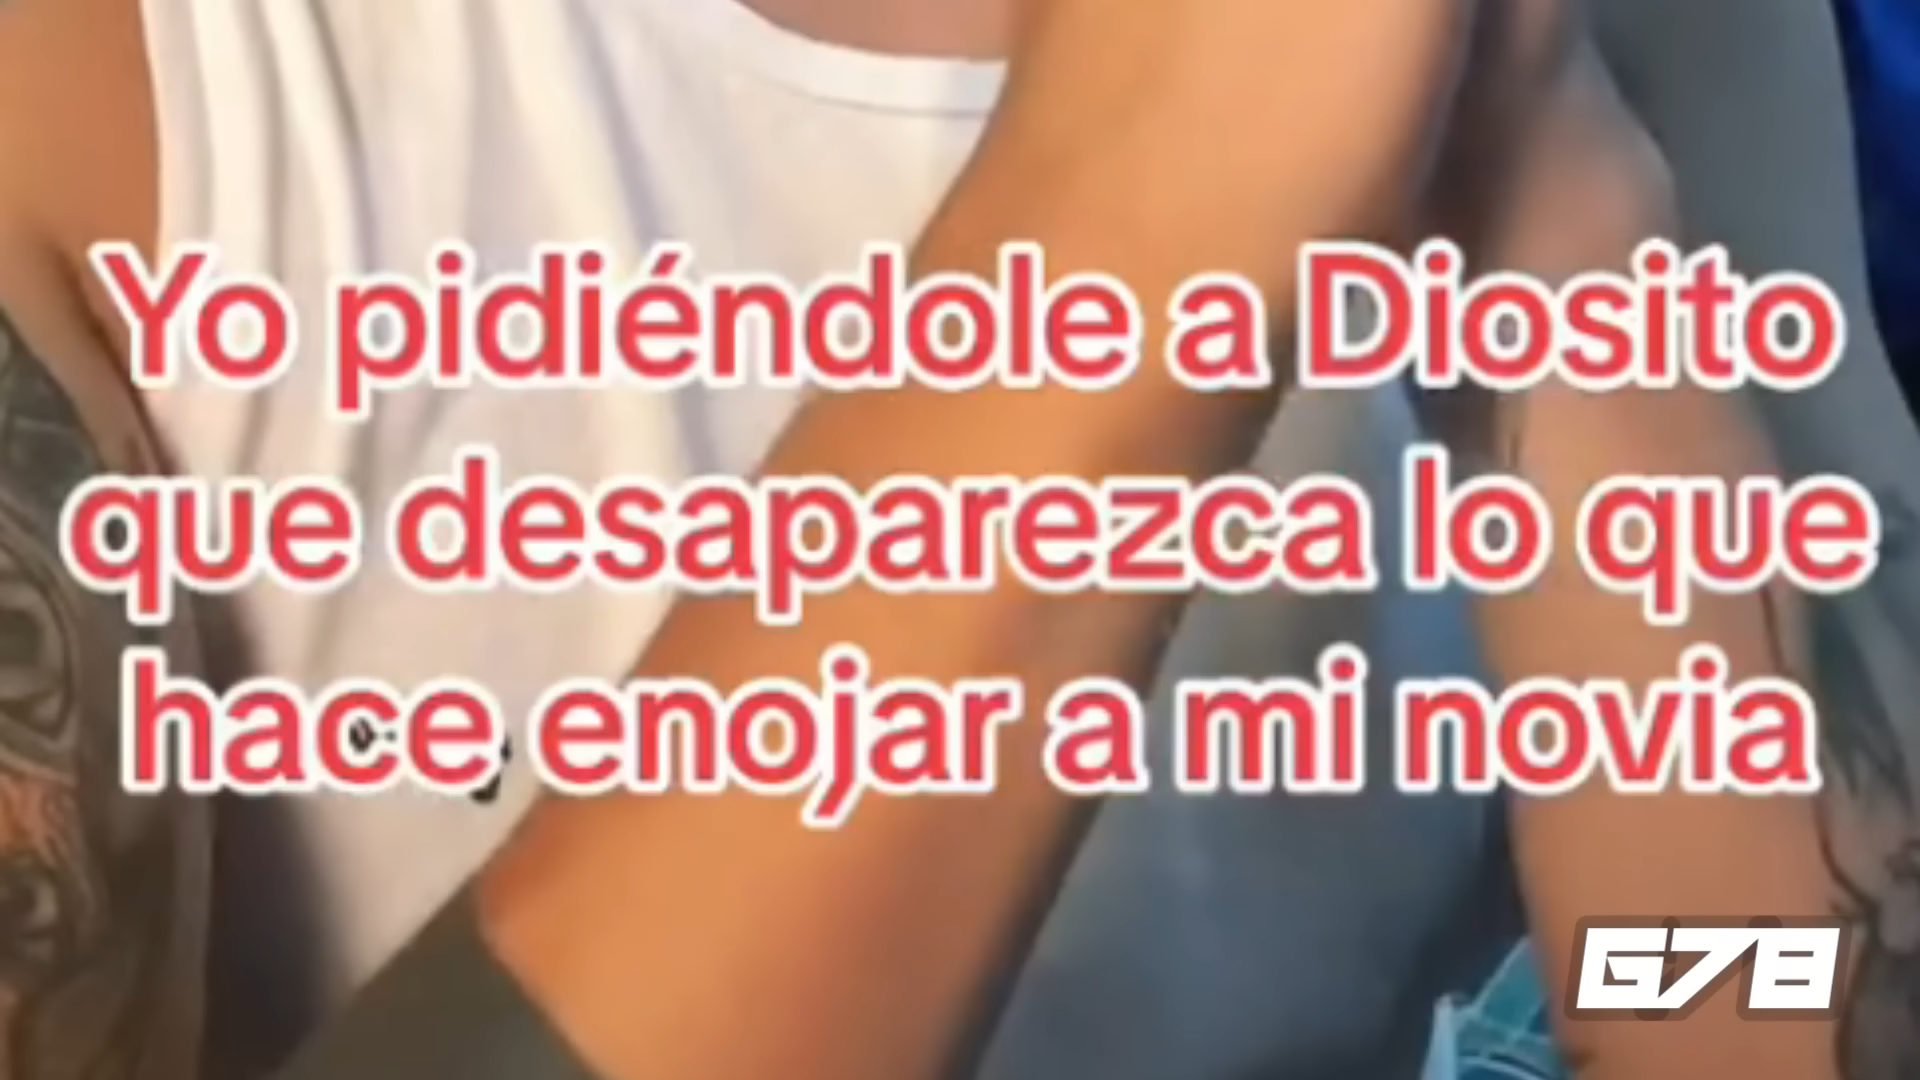 Yo pidiéndole a Diosito
que desaparezca lo que
hace enojar a mi novia
G78